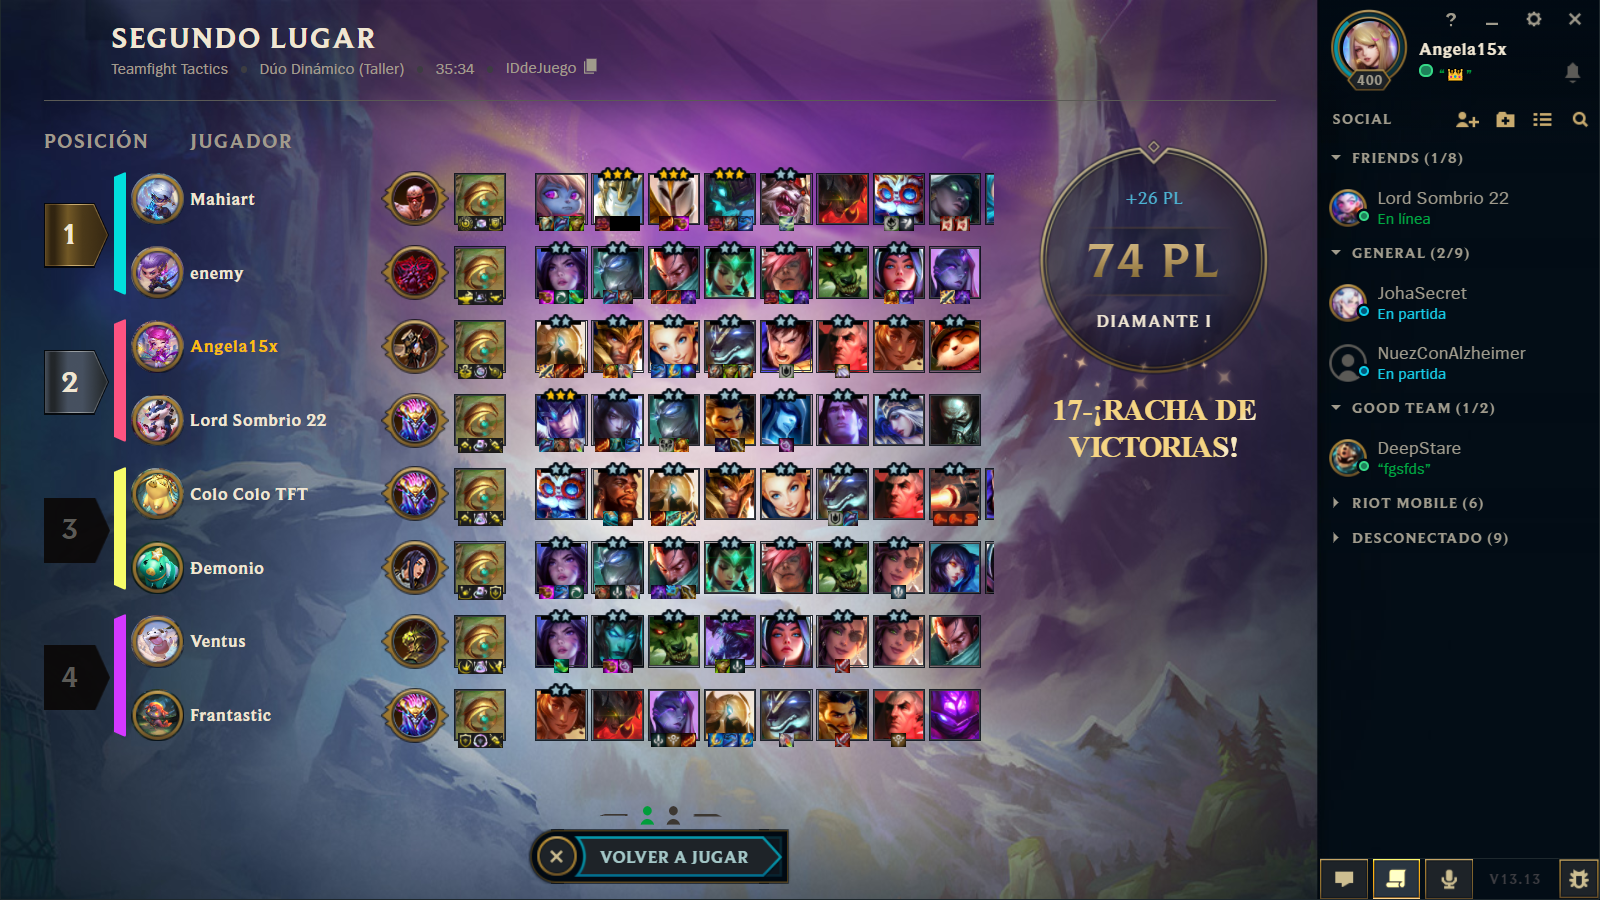 SEGUNDO LUGAR
Teamfight Tactics • Dúo Dinámico (Taller) • 35:34 • IDdeJuego
POSICIÓN JUGADOR
1
Mahiart
enemy
2
Angela15x
Lord Sombrio 22
3
Colo Colo TFT
Đemonio
4
Ventus
Frantastic
+26 PL
74 PL
DIAMANTE I
17-¡RACHA DE
VICTORIAS!
VOLVER A JUGAR
?
Angela15x
400
“👑”
SOCIAL
FRIENDS (1/8)
Lord Sombrio 22
En línea
GENERAL (2/9)
JohaSecret
En partida
NuezConAlzheimer
En partida
GOOD TEAM (1/2)
DeepStare
“fgsfds”
RIOT MOBILE (6)
DESCONECTADO (9)
V13.13